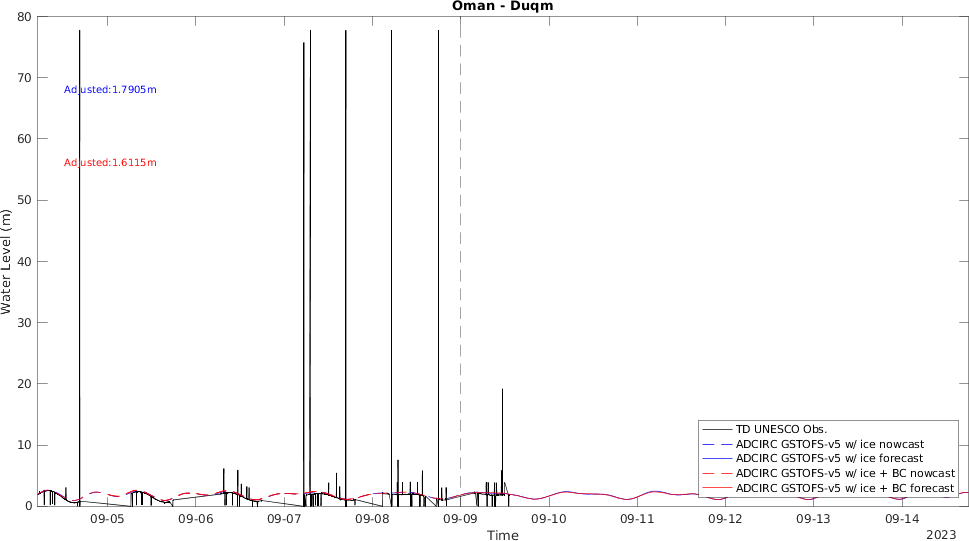 Oman - Duqm
80
70
60
50
40
30
20
10
0
Water Level (m)
Adjusted:1.7905m
Adjusted:1.6115m
TD UNESCO Obs.
ADCIRC GSTOFS-v5 w/ ice nowcast
ADCIRC GSTOFS-v5 w/ ice forecast
ADCIRC GSTOFS-v5 w/ ice + BC nowcast
ADCIRC GSTOFS-v5 w/ ice + BC forecast
09-05 09-06 09-07 09-08 09-09 09-10 09-11 09-12 09-13 09-14
Time
2023